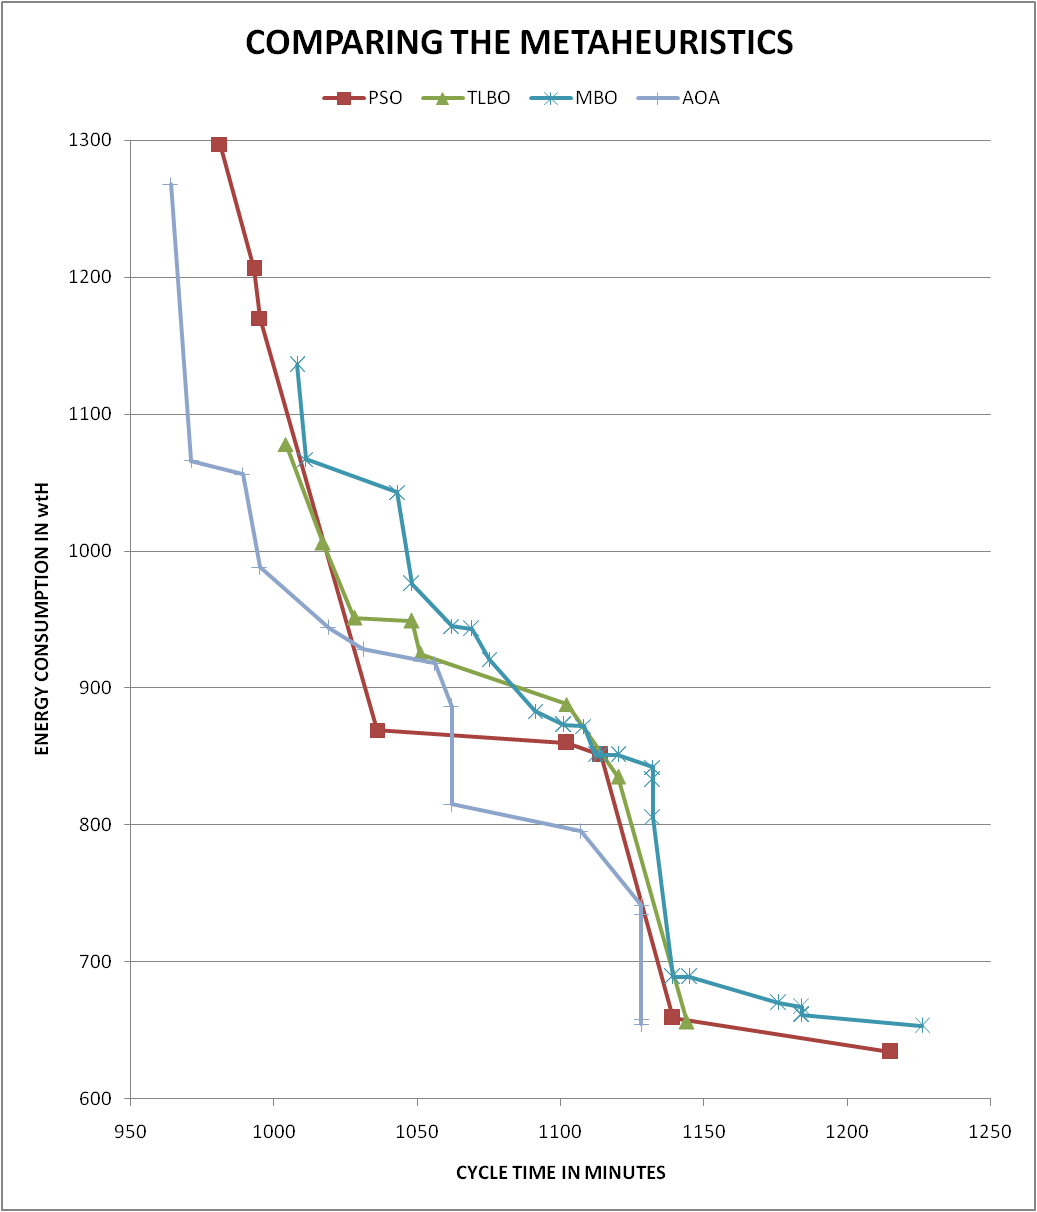 COMPARING THE METAHEURISTICS
PSO TLBO MBO AOA
1300
1200
1100
1000
900
800
700
600
ENERGY CONSUMPTION IN wtH
950 1000 1050 1100 1150 1200 1250
CYCLE TIME IN MINUTES